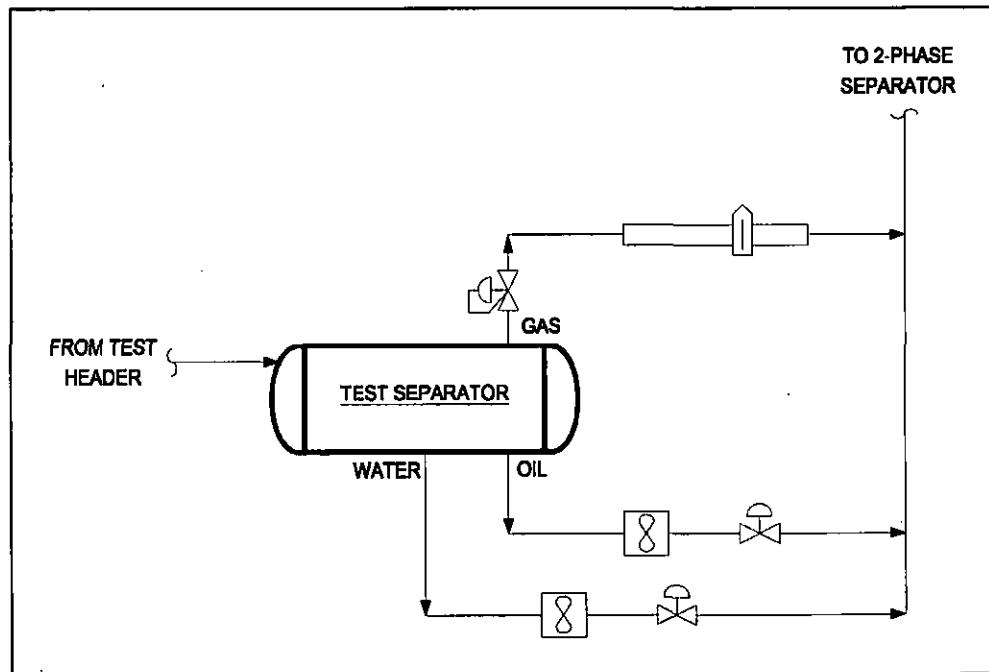 TO 2-PHASE
SEPARATOR
GAS
FROM TEST
HEADER
TEST SEPARATOR
WATER
OIL